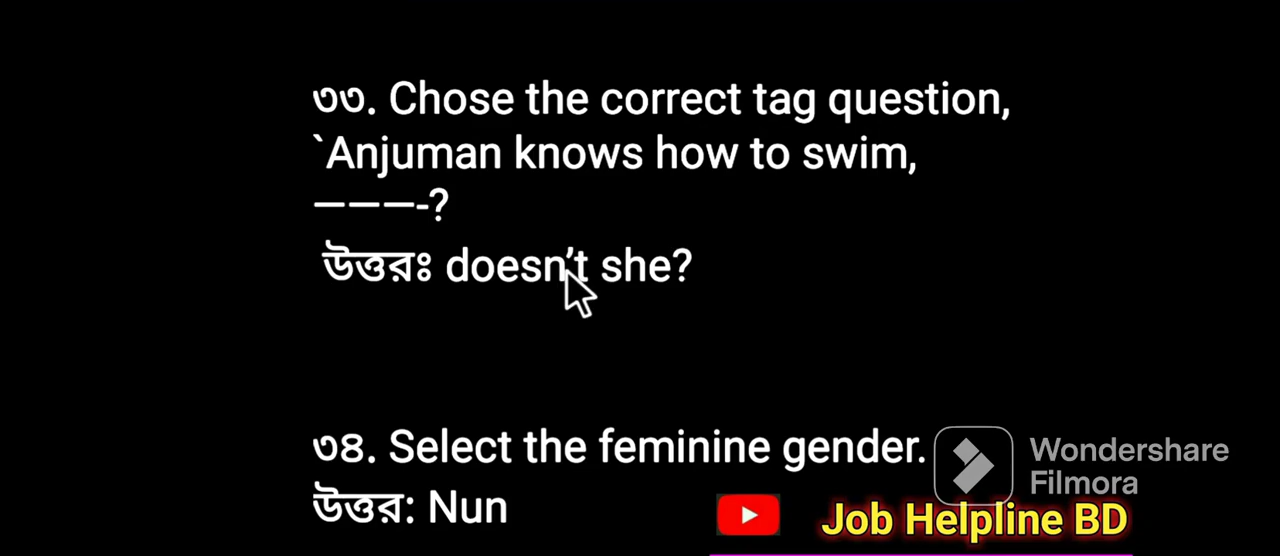 ৩৩. Chose the correct tag question,
`Anjuman knows how to swim,
———-?
উত্তরঃ doesn’t she?
৩৪. Select the feminine gender.
উত্তর: Nun
Wondershare
Filmora
Job Helpline BD